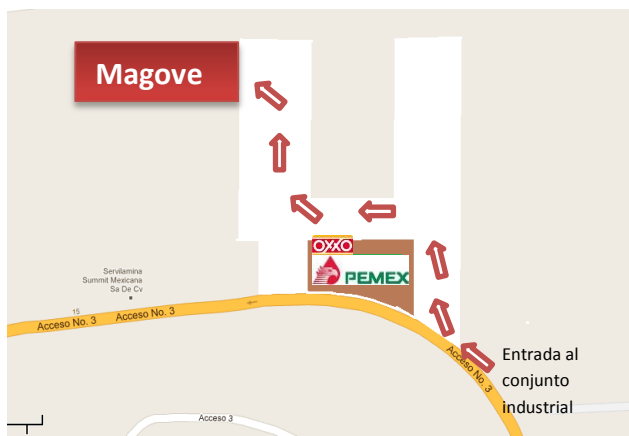 Magove
OXXO
PEMEX
Servilamina
Summit Mexicana
Sa De Cv
15
Acceso No. 3
Acceso No. 3
Acceso No. 3
Entrada al
conjunto
industrial
Acceso 3